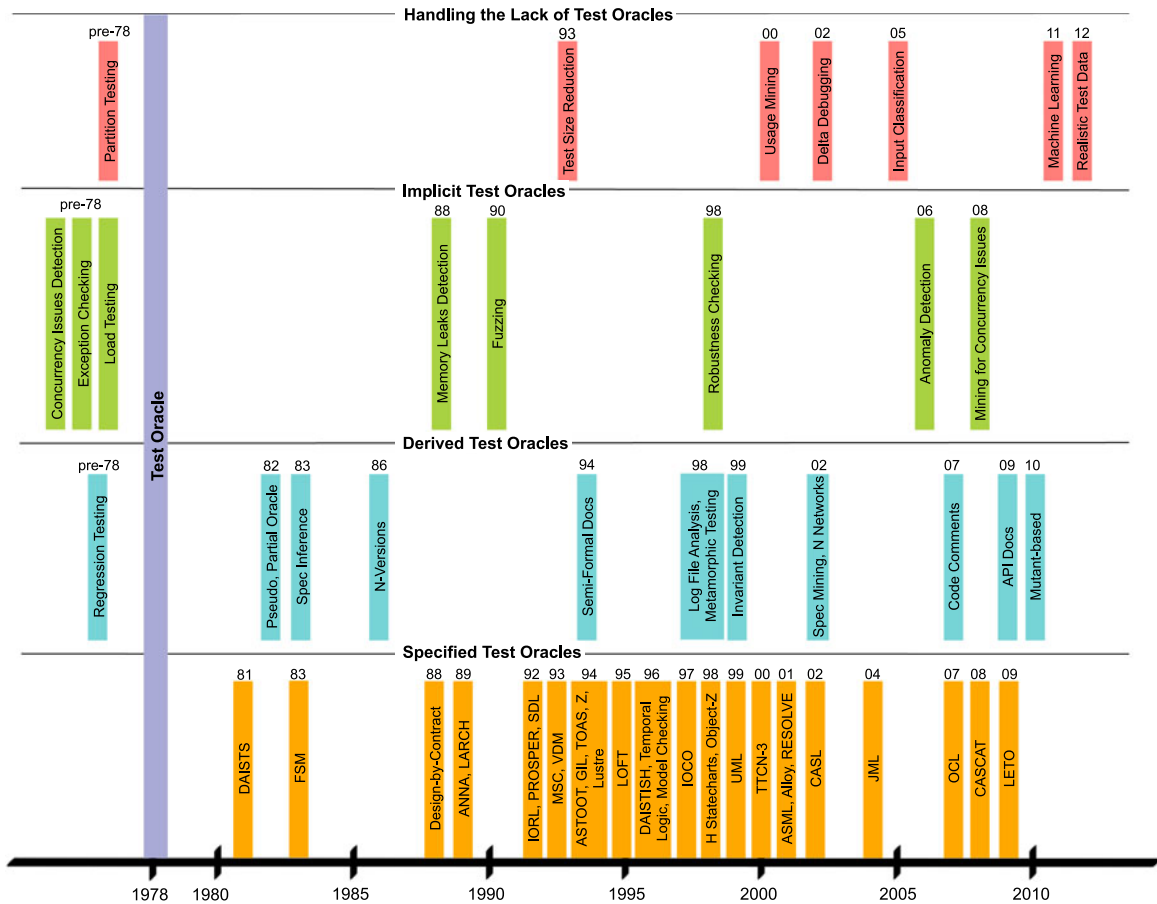 Handling the Lack of Test Oracles
pre-78
93
00
02
05
11
12
Partition Testing
Test Size Reduction
Usage Mining
Delta Debugging
Input Classification
Machine Learning
Realistic Test Data
Implicit Test Oracles
pre-78
88
90
98
06
08
Concurrency Issues Detection
Exception Checking
Load Testing
Memory Leaks Detection
Fuzzing
Robustness Checking
Anomaly Detection
Mining for Concurrency Issues
Test Oracle
Derived Test Oracles
pre-78
82
83
86
94
98
99
02
07
09
10
Regression Testing
Pseudo, Partial Oracle
Spec Inference
N-Versions
Semi-Formal Docs
Log File Analysis,
Metamorphic Testing
Invariant Detection
Spec Mining, N Networks
Code Comments
API Docs
Mutant-based
Specified Test Oracles
81
83
88
89
92
93
94
95
96
97
98
99
00
01
02
04
07
08
09
DAISTS
FSM
Design-by-Contract
ANNA, LARCH
IORL, PROSPER, SDL
MSC, VDM
ASTOOT, GIL, TOAS, Z,
Lustre
LOFT
DAISTISH, Temporal
Logic, Model Checking
IOCO
H Statecharts, Object-Z
UML
TTCN-3
ASML, Alloy, RESOLVE
CASL
JML
OCL
CASCAT
LETO
1978
1980
1985
1990
1995
2000
2005
2010